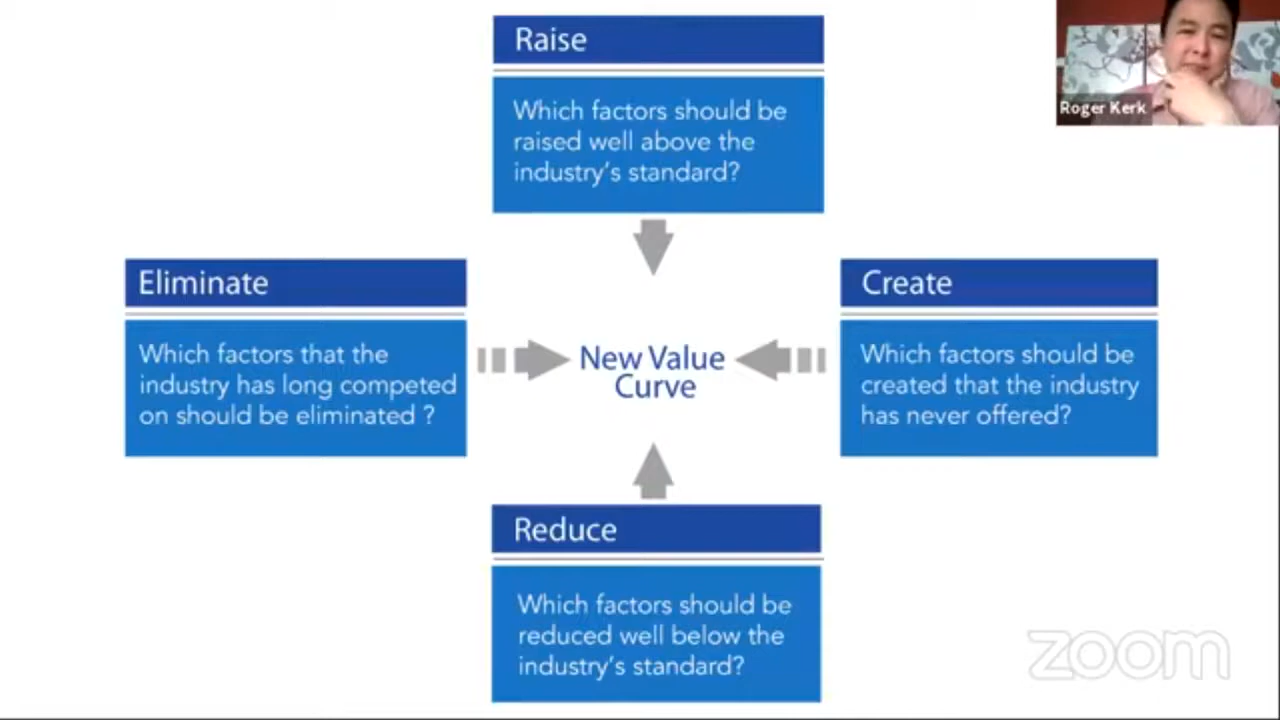 Raise
Which factors should be
raised well above the
industry's standard?
Roger Kerk
Eliminate
Which factors that the
industry has long competed
on should be eliminated ?
New Value
Curve
Create
Which factors should be
created that the industry
has never offered?
Reduce
Which factors should be
reduced well below the
industry's standard?
zoom